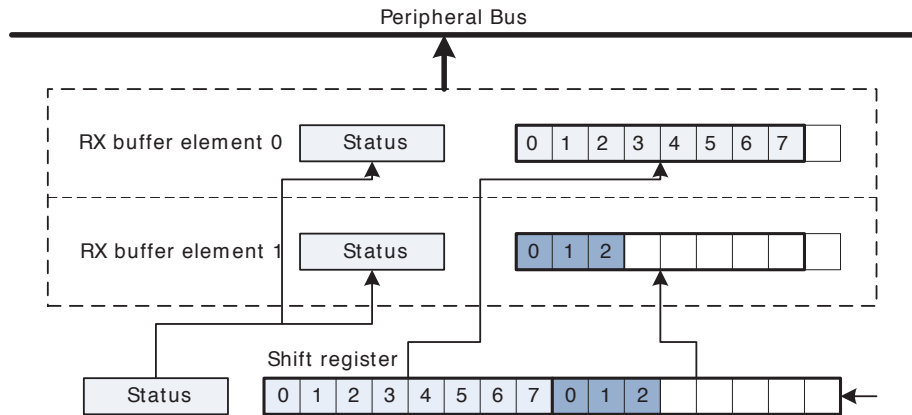 Peripheral Bus
RX buffer element 0 Status 0 1 2 3 4 5 6 7
RX buffer element 1 Status 0 1 2
Shift register
Status 0 1 2 3 4 5 6 7 0 1 2